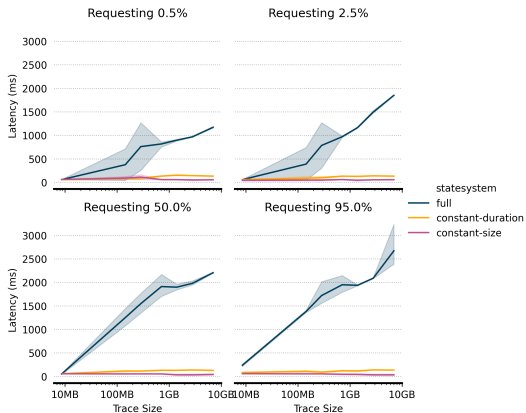 Requesting 0.5%
Requesting 2.5%
3000
2500
2000
1500
1000
500
0
Latency (ms)
statesystem
full
constant-duration
constant-size
Requesting 50.0%
Requesting 95.0%
3000
2500
2000
1500
1000
500
0
Latency (ms)
10MB
100MB
1GB
10GB
10MB
100MB
1GB
10GB
Trace Size
Trace Size